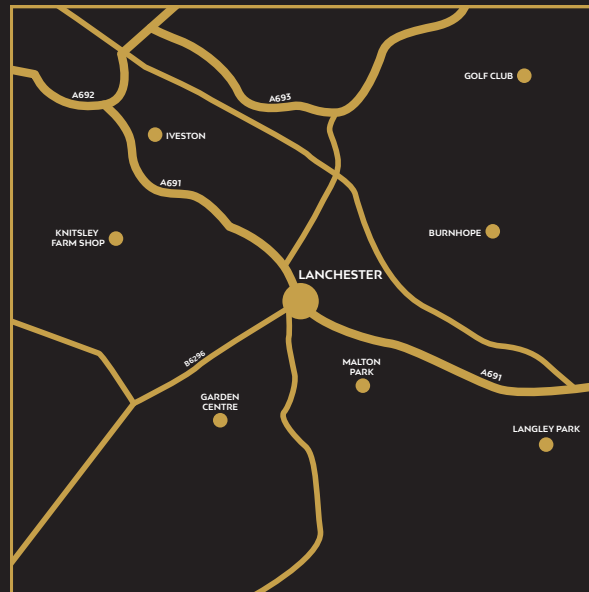 GOLF CLUB
A692
A693
IVESTON
A691
KNITSLEY
FARM SHOP
BURNHOPE
LANCHESTER
B6296
MALTON
PARK
A691
GARDEN
CENTRE
LANGLEY PARK